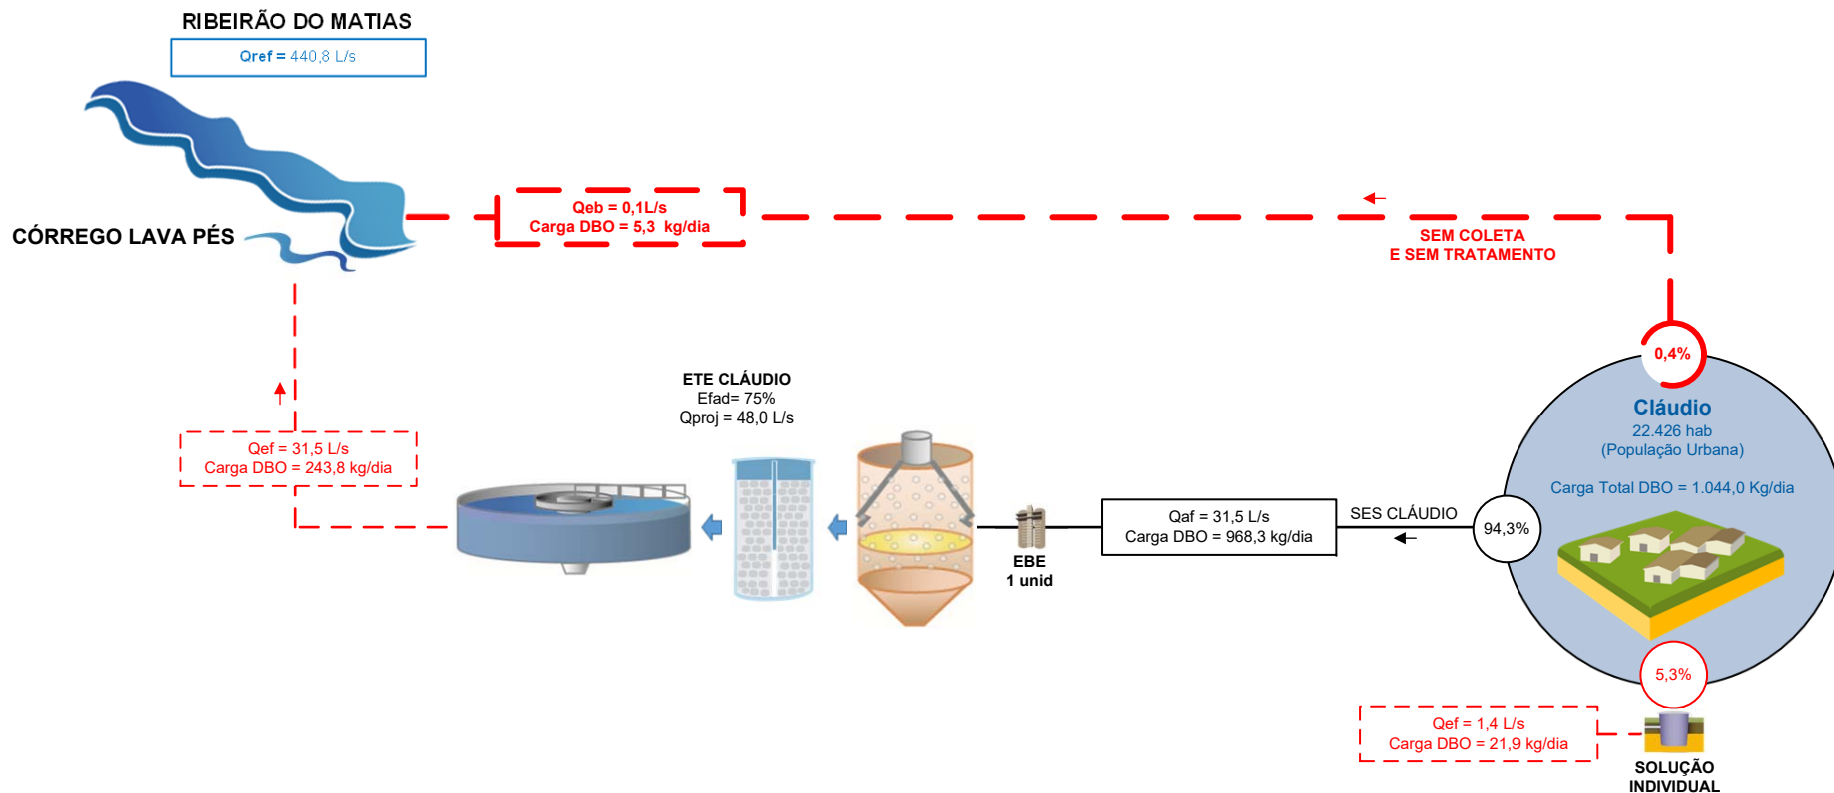 RIBEIRÃO DO MATIAS
Qref = 440,8 L/s
CÓRREGO LAVA PÉS
Qeb = 0,1L/s
Carga DBO = 5,3 kg/dia
SEM COLETA
E SEM TRATAMENTO
0,4%
Cláudio
22.426 hab
(População Urbana)
Carga Total DBO = 1.044,0 Kg/dia
ETE CLÁUDIO
Efad= 75%
Qproj = 48,0 L/s
Qef = 31,5 L/s
Carga DBO = 243,8 kg/dia
EBE
1 unid
Qaf = 31,5 L/s
Carga DBO = 968,3 kg/dia
SES CLÁUDIO
94,3%
5,3%
Qef = 1,4 L/s
Carga DBO = 21,9 kg/dia
SOLUÇÃO
INDIVIDUAL